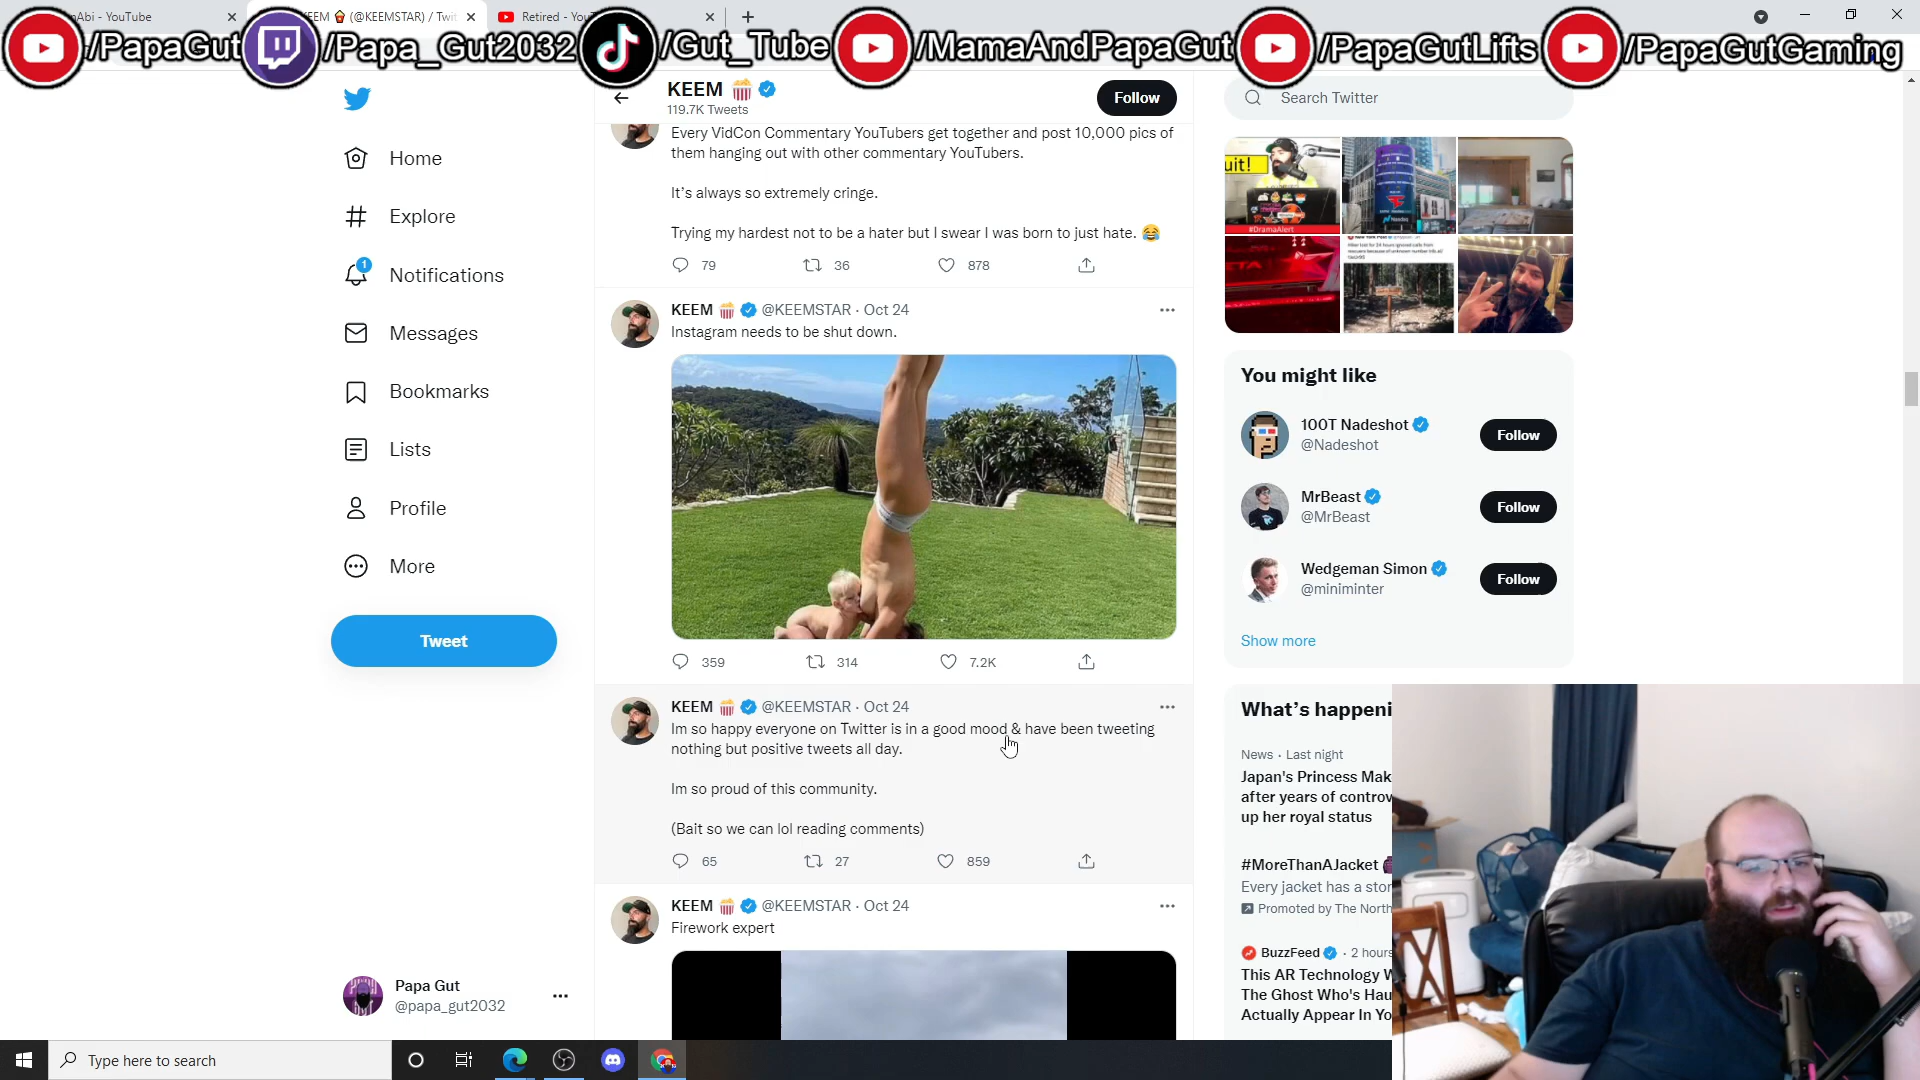 nAbi - YouTube
EEM 🍿 (@KEEMSTAR) / Twit
Retired - You
/PapaGut
/Papa_Gut2032
/Gut_Tube
/MamaAndPapaGut
/PapaGutLifts
/PapaGutGaming
KEEM 🍿
119.7K Tweets
Follow
Search Twitter
Home
Explore
1
Notifications
Messages
Bookmarks
Lists
Profile
More
Tweet
Papa Gut
@papa_gut2032
Every VidCon Commentary YouTubers get together and post 10,000 pics of
them hanging out with other commentary YouTubers.
It's always so extremely cringe.
Trying my hardest not to be a hater but I swear I was born to just hate. 😂
79 36 878
KEEM 🍿 @KEEMSTAR · Oct 24
Instagram needs to be shut down.
359 314 7.2K
KEEM 🍿 @KEEMSTAR · Oct 24
Im so happy everyone on Twitter is in a good mood & have been tweeting
nothing but positive tweets all day.
Im so proud of this community.
(Bait so we can lol reading comments)
65 27 859
KEEM 🍿 @KEEMSTAR · Oct 24
Firework expert
uit!
#DramaAlert
You might like
100T Nadeshot
@Nadeshot
Follow
MrBeast
@MrBeast
Follow
Wedgeman Simon
@miniminter
Follow
Show more
What's happeni
News · Last night
Japan's Princess Mak
after years of controv
up her royal status
#MoreThanAJacket
Every jacket has a stor
Promoted by The North
BuzzFeed · 2 hours
This AR Technology W
The Ghost Who's Hau
Actually Appear In Yo
Type here to search